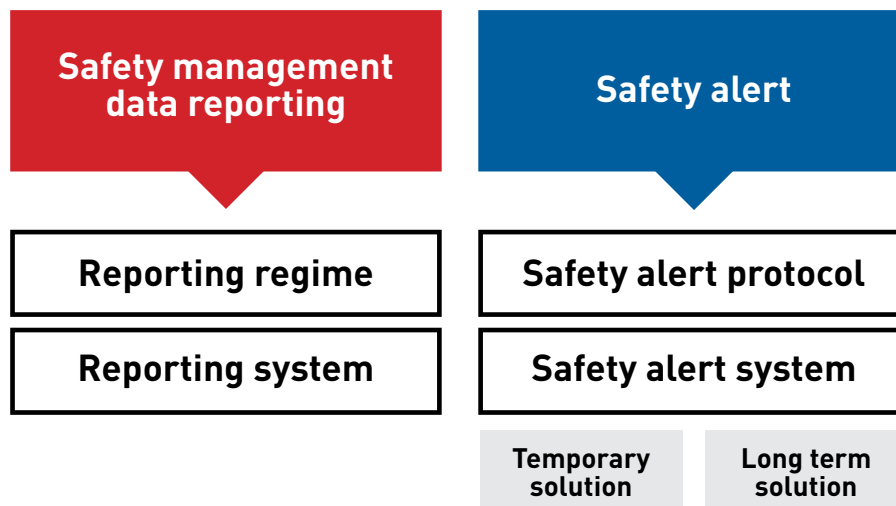 Safety management
data reporting
Safety alert
Reporting regime
Safety alert protocol
Reporting system
Safety alert system
Temporary
solution
Long term
solution